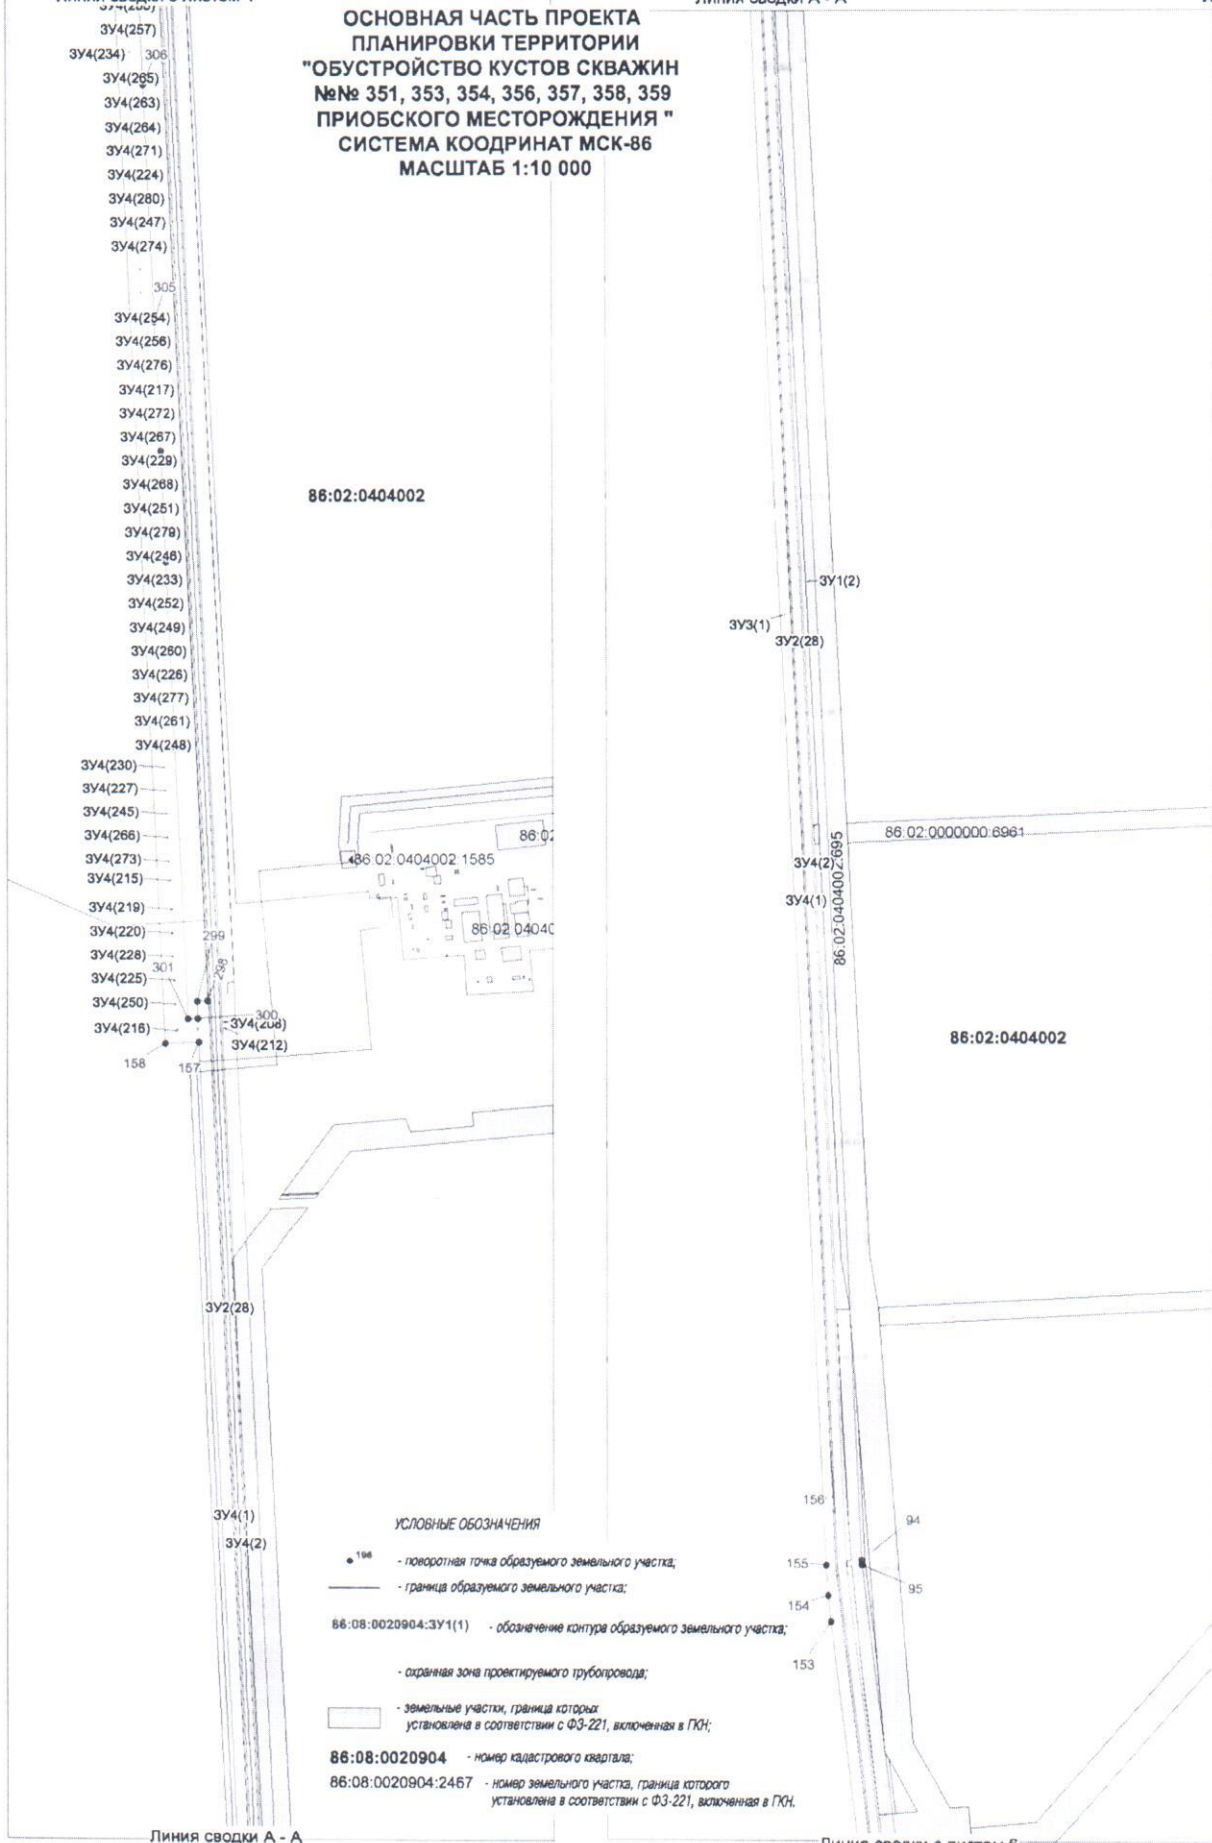 Линия сводки А - А
ОСНОВНАЯ ЧАСТЬ ПРОЕКТА
ПЛАНИРОВКИ ТЕРРИТОРИИ
"ОБУСТРОЙСТВО КУСТОВ СКВАЖИН
№№ 351, 353, 354, 356, 357, 358, 359
ПРИОБСКОГО МЕСТОРОЖДЕНИЯ "
СИСТЕМА КООДРИНАТ МСК-86
МАСШТАБ 1:10 000
ЗУ4(257)
ЗУ4(234)
306
ЗУ4(265)
ЗУ4(263)
ЗУ4(264)
ЗУ4(271)
ЗУ4(224)
ЗУ4(280)
ЗУ4(247)
ЗУ4(274)
305
ЗУ4(254)
ЗУ4(256)
ЗУ4(276)
ЗУ4(217)
ЗУ4(272)
ЗУ4(267)
ЗУ4(229)
ЗУ4(268)
ЗУ4(251)
ЗУ4(279)
ЗУ4(246)
ЗУ4(233)
ЗУ4(252)
ЗУ4(249)
ЗУ4(260)
ЗУ4(226)
ЗУ4(277)
ЗУ4(261)
ЗУ4(248)
ЗУ4(230)
ЗУ4(227)
ЗУ4(245)
ЗУ4(266)
ЗУ4(273)
ЗУ4(215)
ЗУ4(219)
ЗУ4(220)
299
ЗУ4(228)
301
298
ЗУ4(225)
ЗУ4(250)
300
ЗУ4(216)
ЗУ4(208)
ЗУ4(212)
158
157
86:02:0404002
86:02
86:02:0404002:1585
86:02:0404
ЗУ2(28)
ЗУ4(1)
ЗУ4(2)
ЗУ1(2)
ЗУ3(1)
ЗУ2(28)
86:02:0000000:6961
86:02:0404002:695
ЗУ4(2)
ЗУ4(1)
86:02:0404002
156
94
155
95
154
153
УСЛОВНЫЕ ОБОЗНАЧЕНИЯ
196 - поворотная точка образуемого земельного участка;
- граница образуемого земельного участка;
86:08:0020904:ЗУ1(1) - обозначение контура образуемого земельного участка;
- охранная зона проектируемого трубопровода;
- земельные участки, граница которых
установлена в соответствии с ФЗ-221, включенная в ГКН;
86:08:0020904 - номер кадастрового квартала;
86:08:0020904:2467 - номер земельного участка, граница которого
установлена в соответствии с ФЗ-221, включенная в ГКН.
Линия сводки А - А